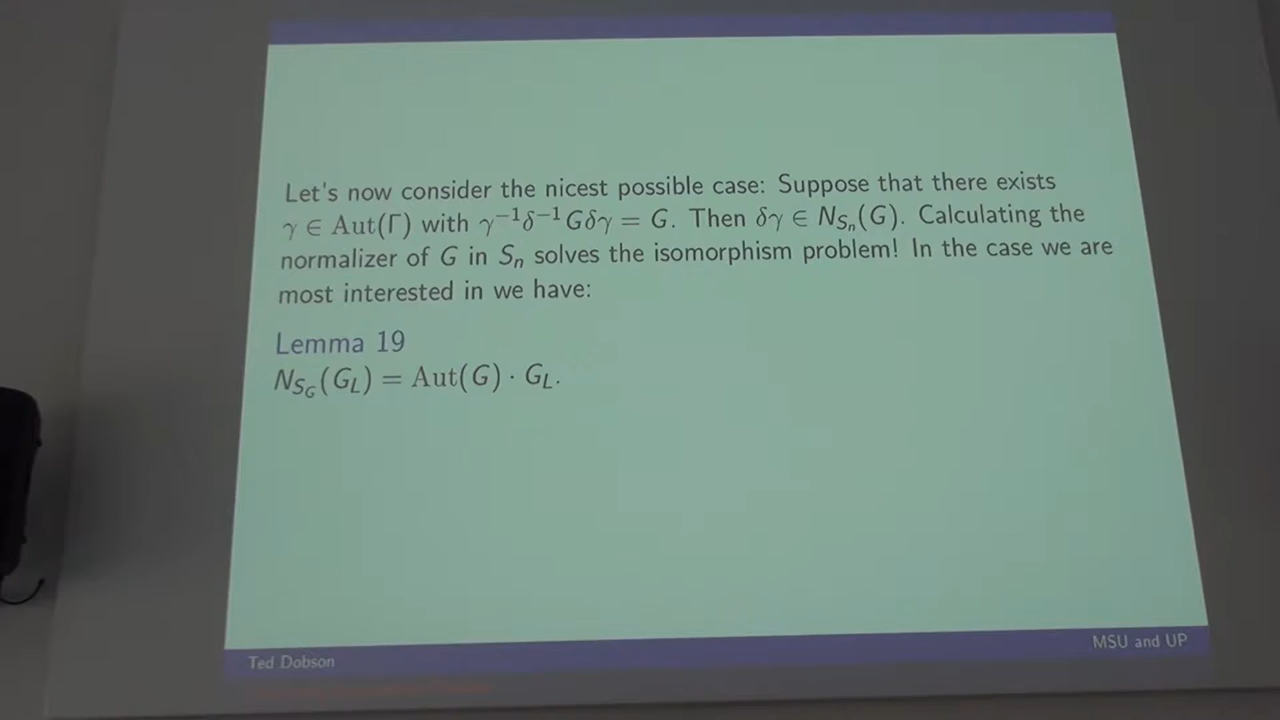 Let's now consider the nicest possible case: Suppose that there exists
γ ∈ Aut(Γ) with γ⁻¹δ⁻¹Gδγ = G. Then δγ ∈ N_{S_n}(G). Calculating the
normalizer of G in S_n solves the isomorphism problem! In the case we are
most interested in we have:
Lemma 19
N_{S_G}(G_L) = Aut(G) · G_L.
Ted Dobson
MSU and UP